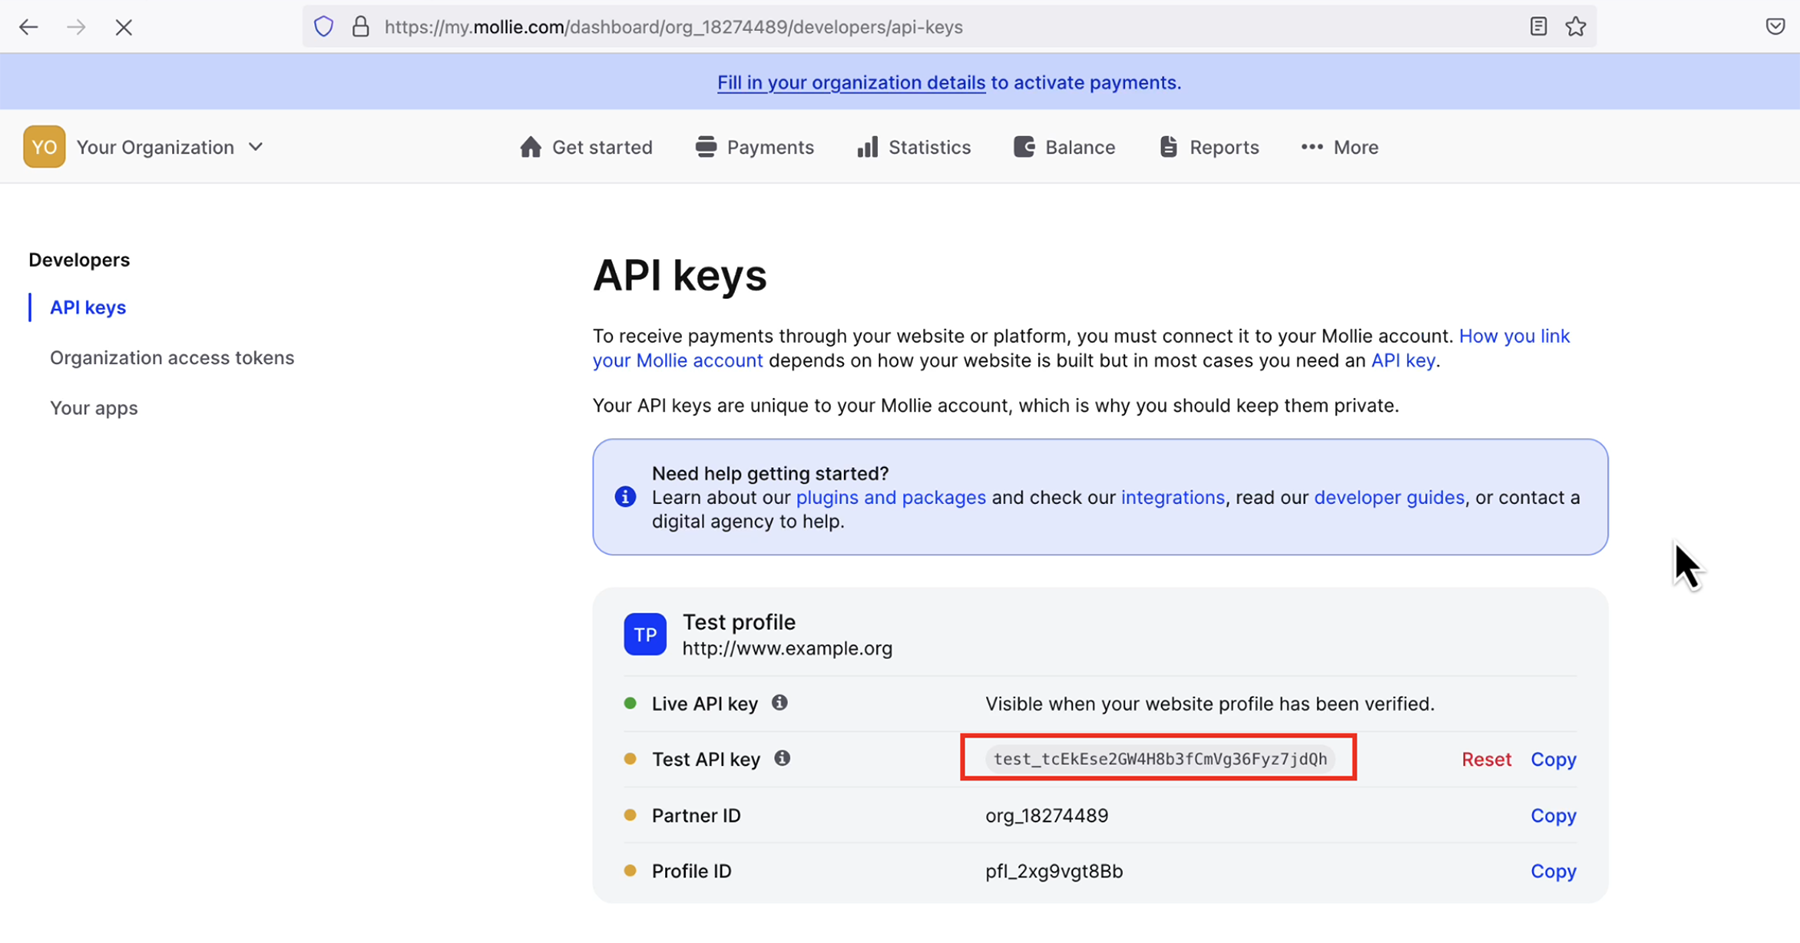 https://my.mollie.com/dashboard/org_18274489/developers/api-keys
Fill in your organization details to activate payments.
YO Your Organization
Get started Payments Statistics Balance Reports More
Developers
API keys
Organization access tokens
Your apps
API keys
To receive payments through your website or platform, you must connect it to your Mollie account. How you link
your Mollie account depends on how your website is built but in most cases you need an API key.
Your API keys are unique to your Mollie account, which is why you should keep them private.
Need help getting started?
Learn about our plugins and packages and check our integrations, read our developer guides, or contact a
digital agency to help.
TP
Test profile
http://www.example.org
Live API key Visible when your website profile has been verified.
Test API key test_tcEkEse2GW4H8b3fCmVg36Fyz7jdQh Reset Copy
Partner ID org_18274489 Copy
Profile ID pfl_2xg9vgt8Bb Copy